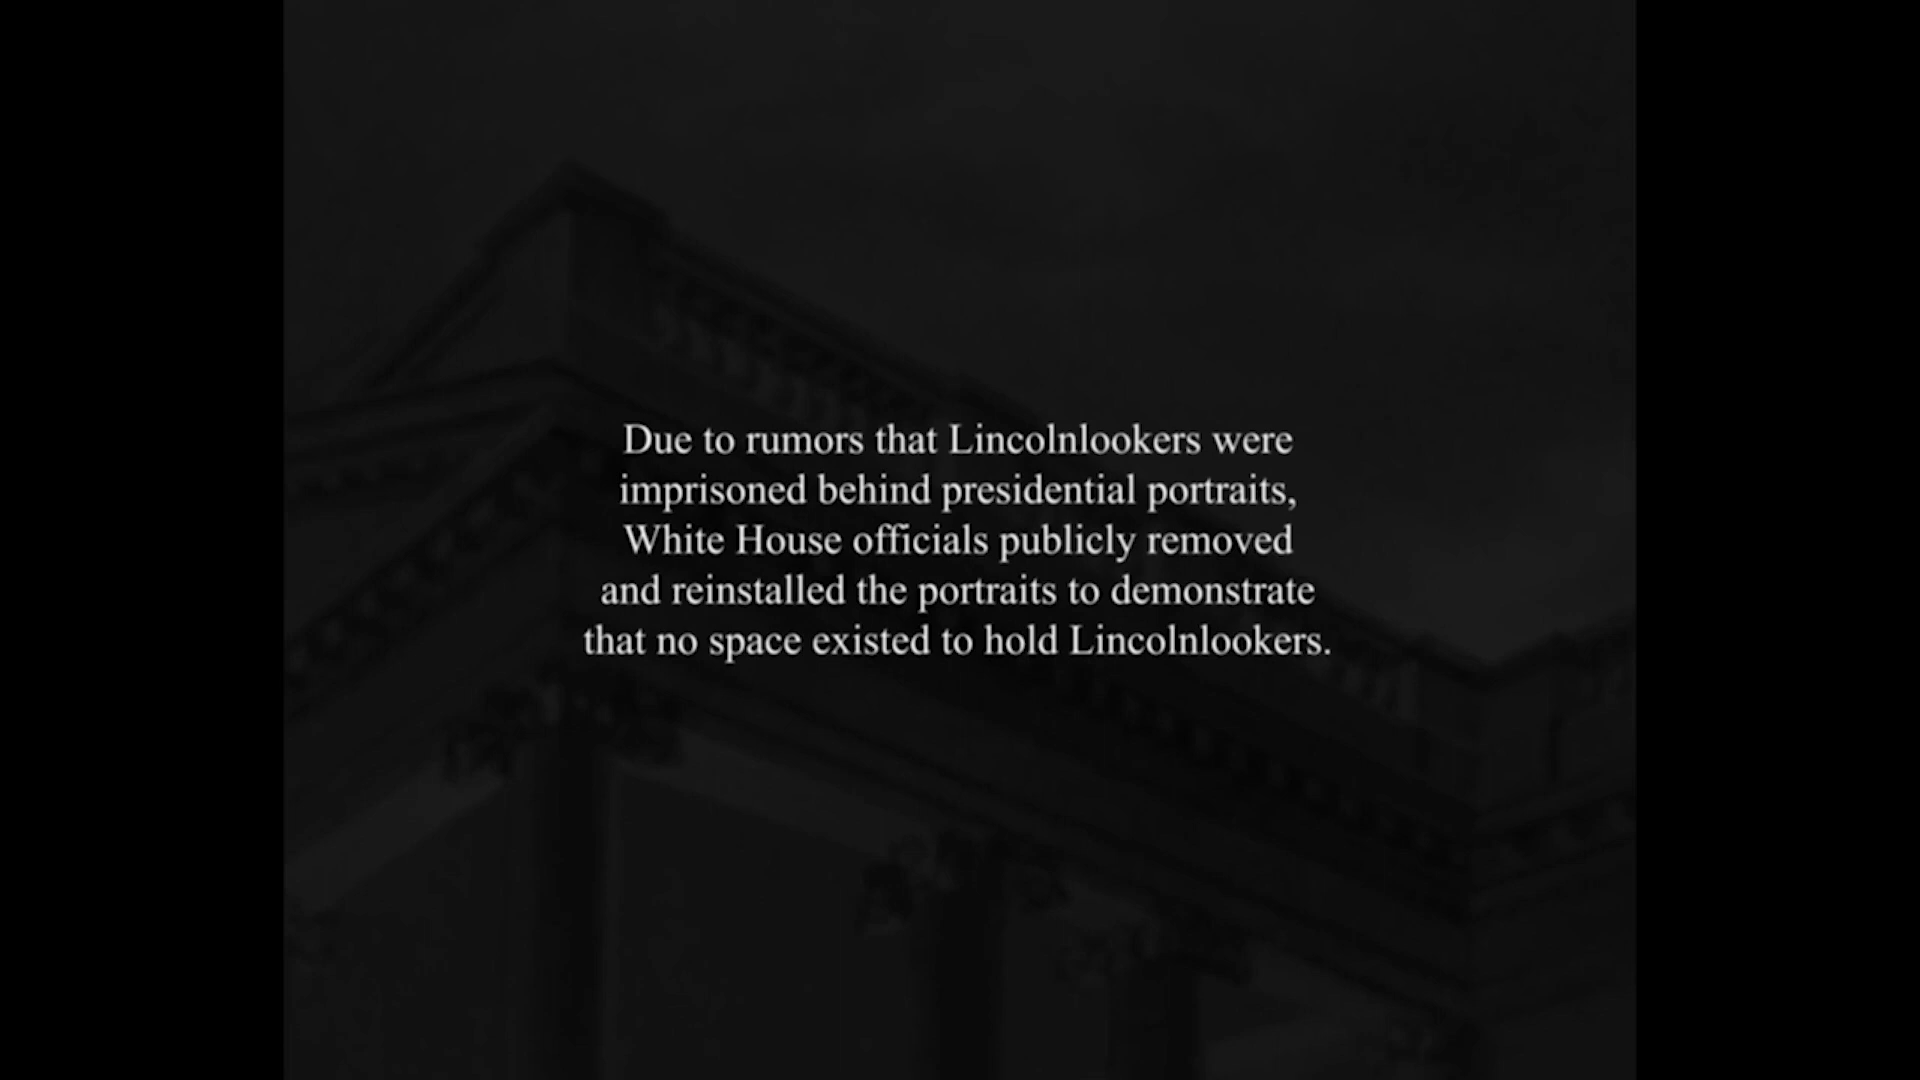 Due to rumors that Lincolnlookers were
imprisoned behind presidential portraits,
White House officials publicly removed
and reinstalled the portraits to demonstrate
that no space existed to hold Lincolnlookers.